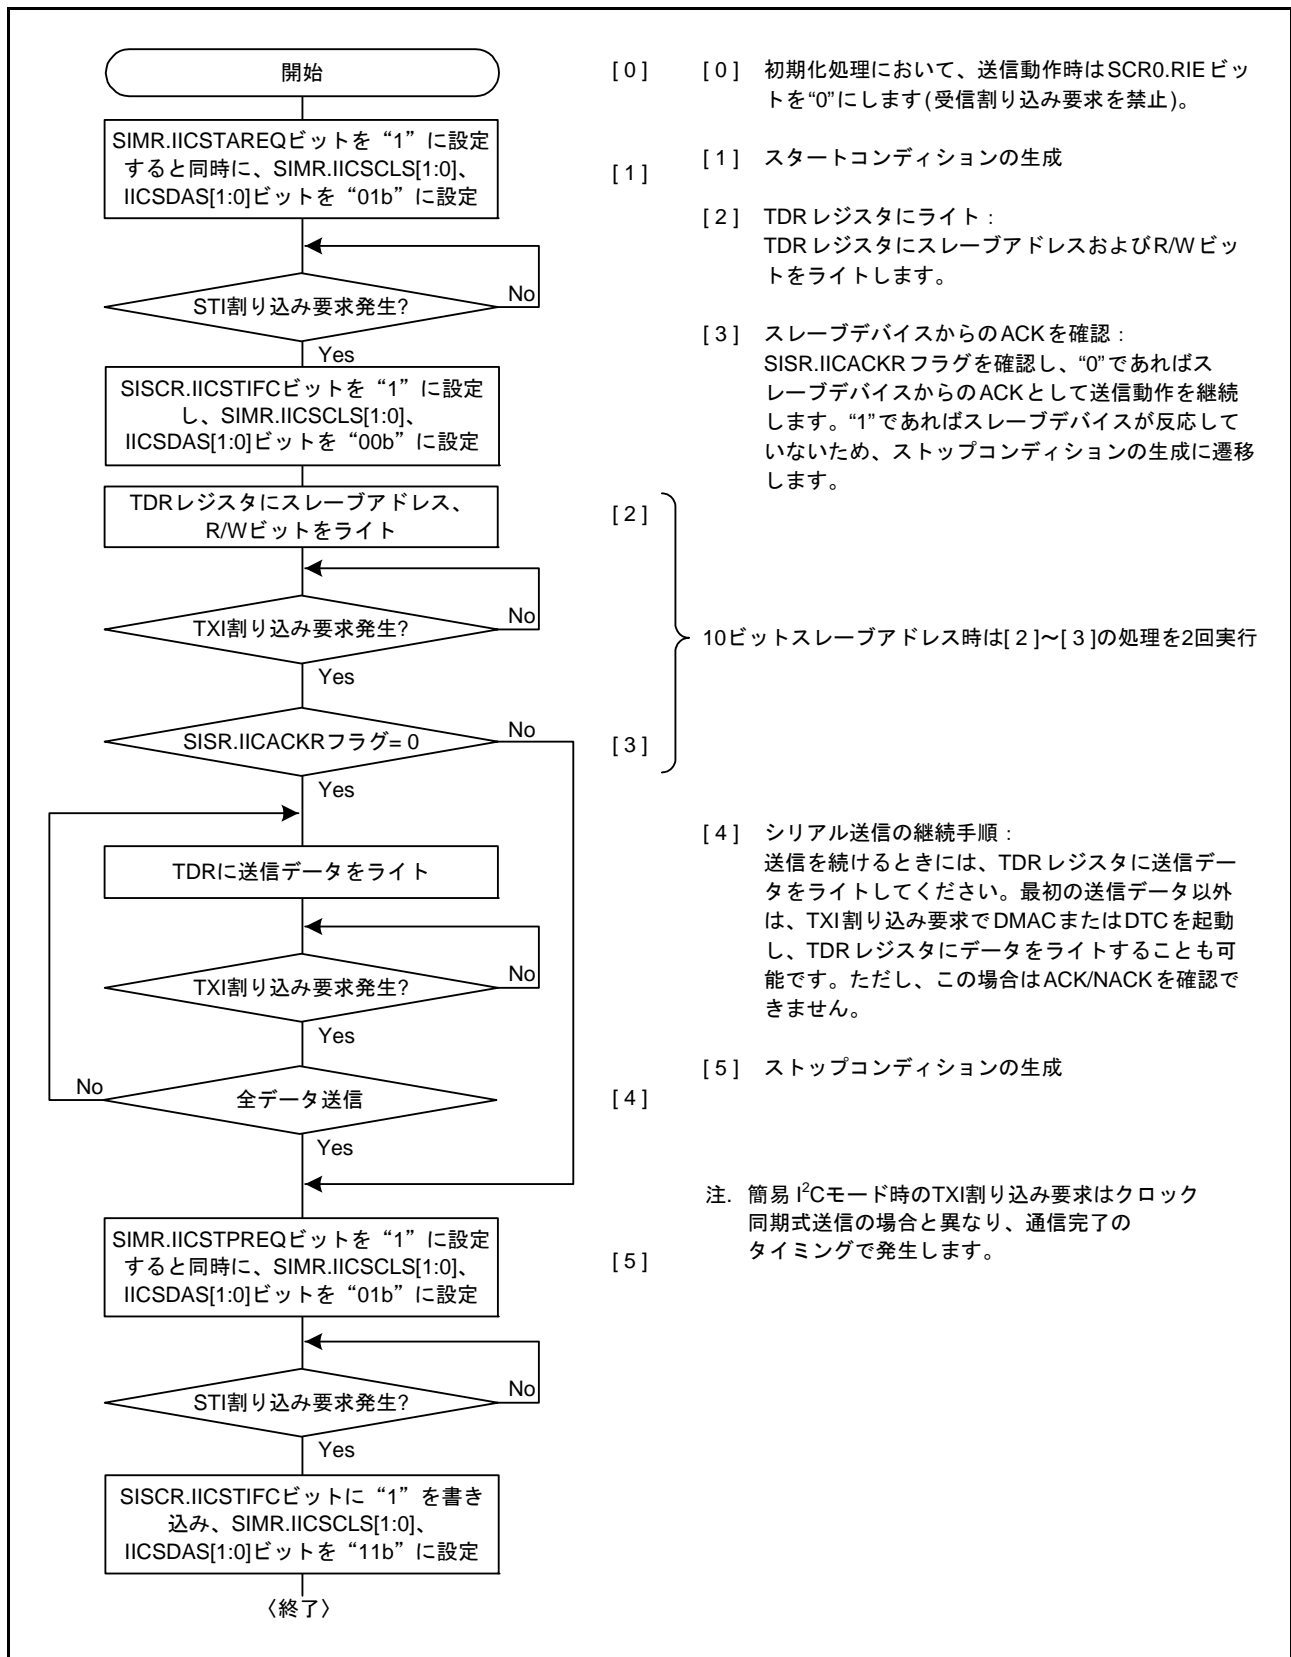 開始
SIMR.IICSTAREQビットを“1”に設定
すると同時に、SIMR.IICSCLS[1:0]、
IICSDAS[1:0]ビットを“01b”に設定
STI割り込み要求発生?
No
Yes
SISCR.IICSTIFCビットを“1”に設定
し、SIMR.IICSCLS[1:0]、
IICSDAS[1:0]ビットを“00b”に設定
TDRレジスタにスレーブアドレス、
R/Wビットをライト
TXI割り込み要求発生?
No
Yes
SISR.IICACKRフラグ= 0
No
Yes
TDRに送信データをライト
TXI割り込み要求発生?
No
Yes
全データ送信
No
Yes
SIMR.IICSTPREQビットを“1”に設定
すると同時に、SIMR.IICSCLS[1:0]、
IICSDAS[1:0]ビットを“01b”に設定
STI割り込み要求発生?
No
Yes
SISCR.IICSTIFCビットに“1”を書き
込み、SIMR.IICSCLS[1:0]、
IICSDAS[1:0]ビットを“11b”に設定
〈終了〉
[ 0 ]
[ 1 ]
[ 2 ]
[ 3 ]
[ 4 ]
[ 5 ]
[ 0 ] 初期化処理において、送信動作時はSCR0.RIEビッ
トを“0”にします(受信割り込み要求を禁止)。
[ 1 ] スタートコンディションの生成
[ 2 ] TDRレジスタにライト：
TDRレジスタにスレーブアドレスおよびR/Wビッ
トをライトします。
[ 3 ] スレーブデバイスからのACKを確認：
SISR.IICACKRフラグを確認し、“0”であればス
レーブデバイスからのACKとして送信動作を継続
します。“1”であればスレーブデバイスが反応して
いないため、ストップコンディションの生成に遷移
します。
10ビットスレーブアドレス時は[ 2 ]～[ 3 ]の処理を2回実行
[ 4 ] シリアル送信の継続手順：
送信を続けるときには、TDRレジスタに送信デー
タをライトしてください。最初の送信データ以外
は、TXI割り込み要求でDMACまたはDTCを起動
し、TDRレジスタにデータをライトすることも可
能です。ただし、この場合はACK/NACKを確認で
きません。
[ 5 ] ストップコンディションの生成
注. 簡易 I²Cモード時のTXI割り込み要求はクロック
同期式送信の場合と異なり、通信完了の
タイミングで発生します。